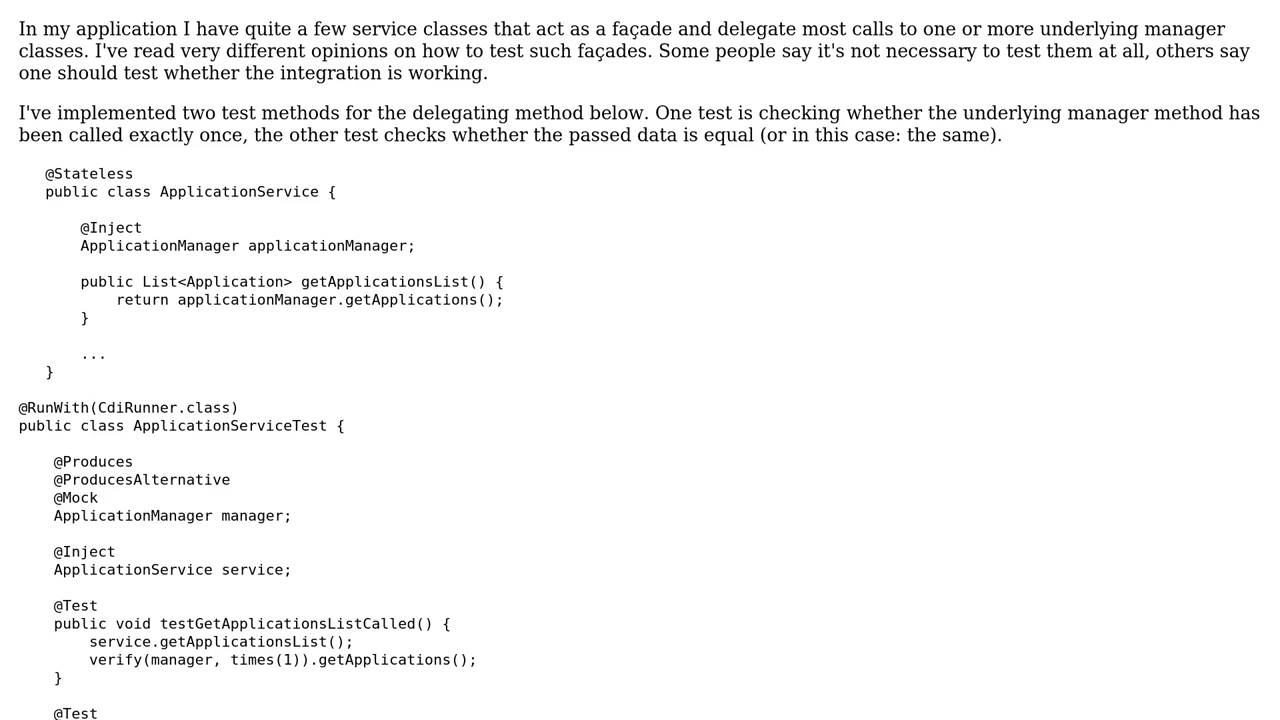 In my application I have quite a few service classes that act as a façade and delegate most calls to one or more underlying manager
classes. I've read very different opinions on how to test such façades. Some people say it's not necessary to test them at all, others say
one should test whether the integration is working.
I've implemented two test methods for the delegating method below. One test is checking whether the underlying manager method has
been called exactly once, the other test checks whether the passed data is equal (or in this case: the same).
@Stateless
public class ApplicationService {
@Inject
ApplicationManager applicationManager;
public List<Application> getApplicationsList() {
return applicationManager.getApplications();
}
...
}
@RunWith(CdiRunner.class)
public class ApplicationServiceTest {
@Produces
@ProducesAlternative
@Mock
ApplicationManager manager;
@Inject
ApplicationService service;
@Test
public void testGetApplicationsListCalled() {
service.getApplicationsList();
verify(manager, times(1)).getApplications();
}
@Test